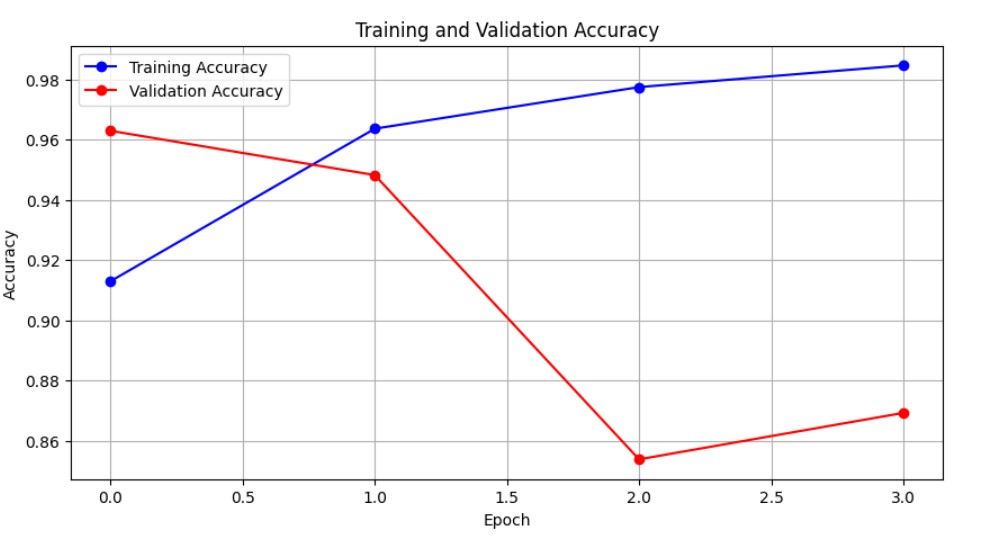 Training and Validation Accuracy
Training Accuracy
Validation Accuracy
Accuracy
0.98
0.96
0.94
0.92
0.90
0.88
0.86
0.0 0.5 1.0 1.5 2.0 2.5 3.0
Epoch